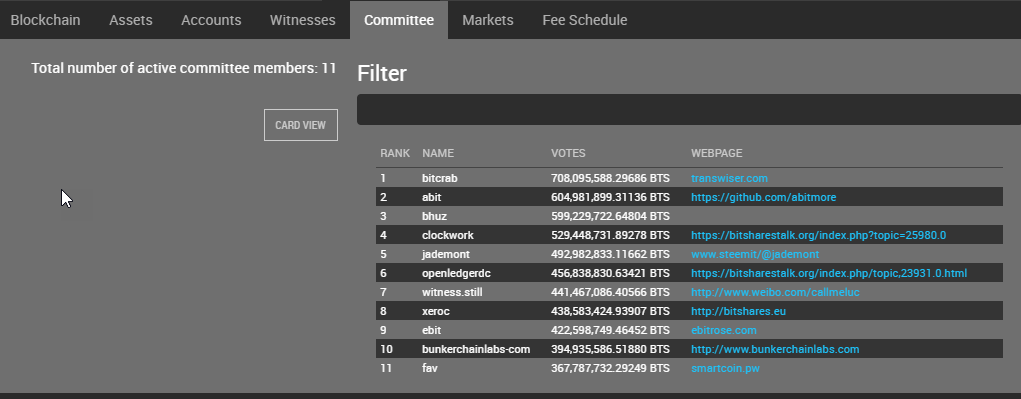 Blockchain Assets Accounts Witnesses Committee Markets Fee Schedule
Total number of active committee members: 11
CARD VIEW
Filter
RANK NAME VOTES WEBPAGE
1 bitcrab 708,095,588.29686 BTS transwiser.com
2 abit 604,981,899.31136 BTS https://github.com/abitmore
3 bhuz 599,229,722.64804 BTS
4 clockwork 529,448,731.89278 BTS https://bitsharestalk.org/index.php?topic=25980.0
5 jademont 492,982,833.11662 BTS www.steemit/@jademont
6 openledgerdc 456,838,830.63421 BTS https://bitsharestalk.org/index.php/topic,23931.0.html
7 witness.still 441,467,086.40566 BTS http://www.weibo.com/callmeluc
8 xeroc 438,583,424.93907 BTS http://bitshares.eu
9 ebit 422,598,749.46452 BTS ebitrose.com
10 bunkerchainlabs-com 394,935,586.51880 BTS http://www.bunkerchainlabs.com
11 fav 367,787,732.29249 BTS smartcoin.pw